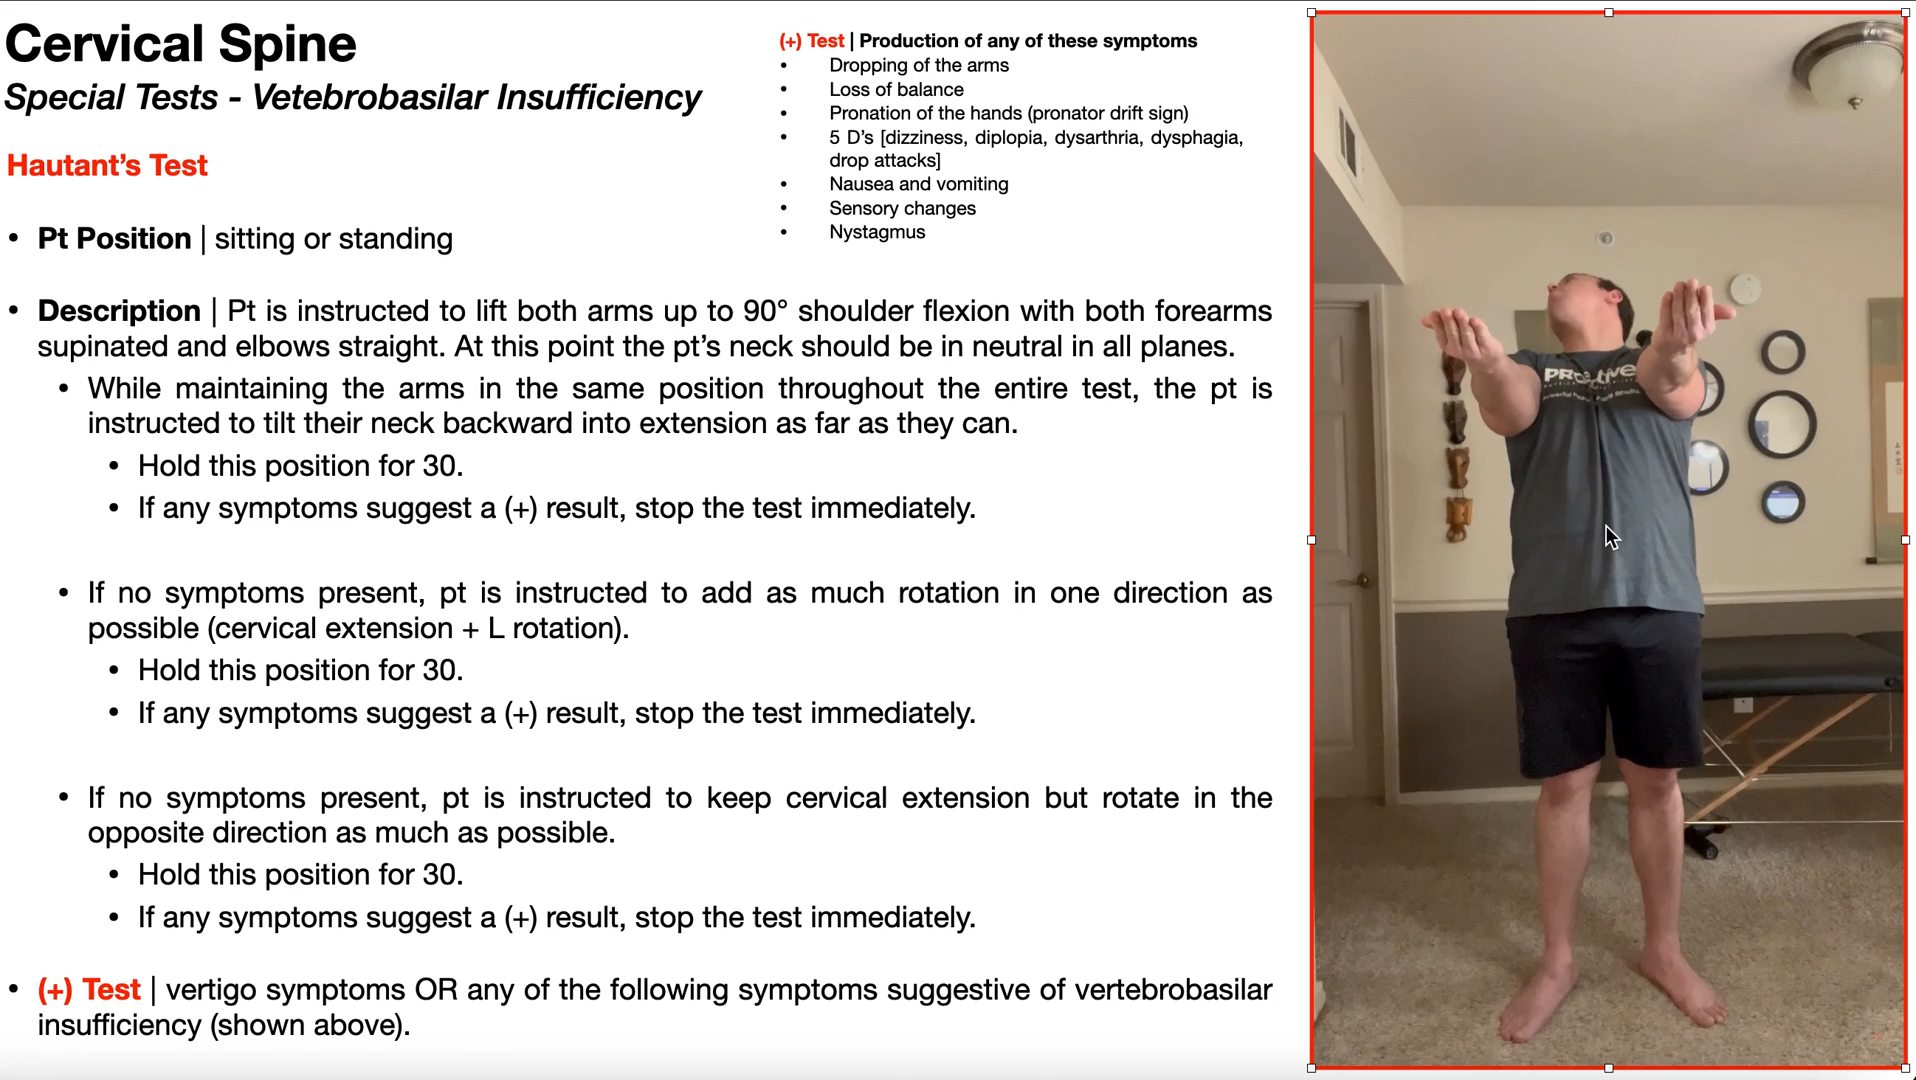 Cervical Spine
Special Tests - Vetebrobasilar Insufficiency
Hautant's Test
• Pt Position | sitting or standing
• Description | Pt is instructed to lift both arms up to 90° shoulder flexion with both forearms
supinated and elbows straight. At this point the pt's neck should be in neutral in all planes.
• While maintaining the arms in the same position throughout the entire test, the pt is
instructed to tilt their neck backward into extension as far as they can.
• Hold this position for 30.
• If any symptoms suggest a (+) result, stop the test immediately.
• If no symptoms present, pt is instructed to add as much rotation in one direction as
possible (cervical extension + L rotation).
• Hold this position for 30.
• If any symptoms suggest a (+) result, stop the test immediately.
• If no symptoms present, pt is instructed to keep cervical extension but rotate in the
opposite direction as much as possible.
• Hold this position for 30.
• If any symptoms suggest a (+) result, stop the test immediately.
• (+) Test | vertigo symptoms OR any of the following symptoms suggestive of vertebrobasilar
insufficiency (shown above).
(+) Test | Production of any of these symptoms
• Dropping of the arms
• Loss of balance
• Pronation of the hands (pronator drift sign)
• 5 D's [dizziness, diplopia, dysarthria, dysphagia,
drop attacks]
• Nausea and vomiting
• Sensory changes
• Nystagmus